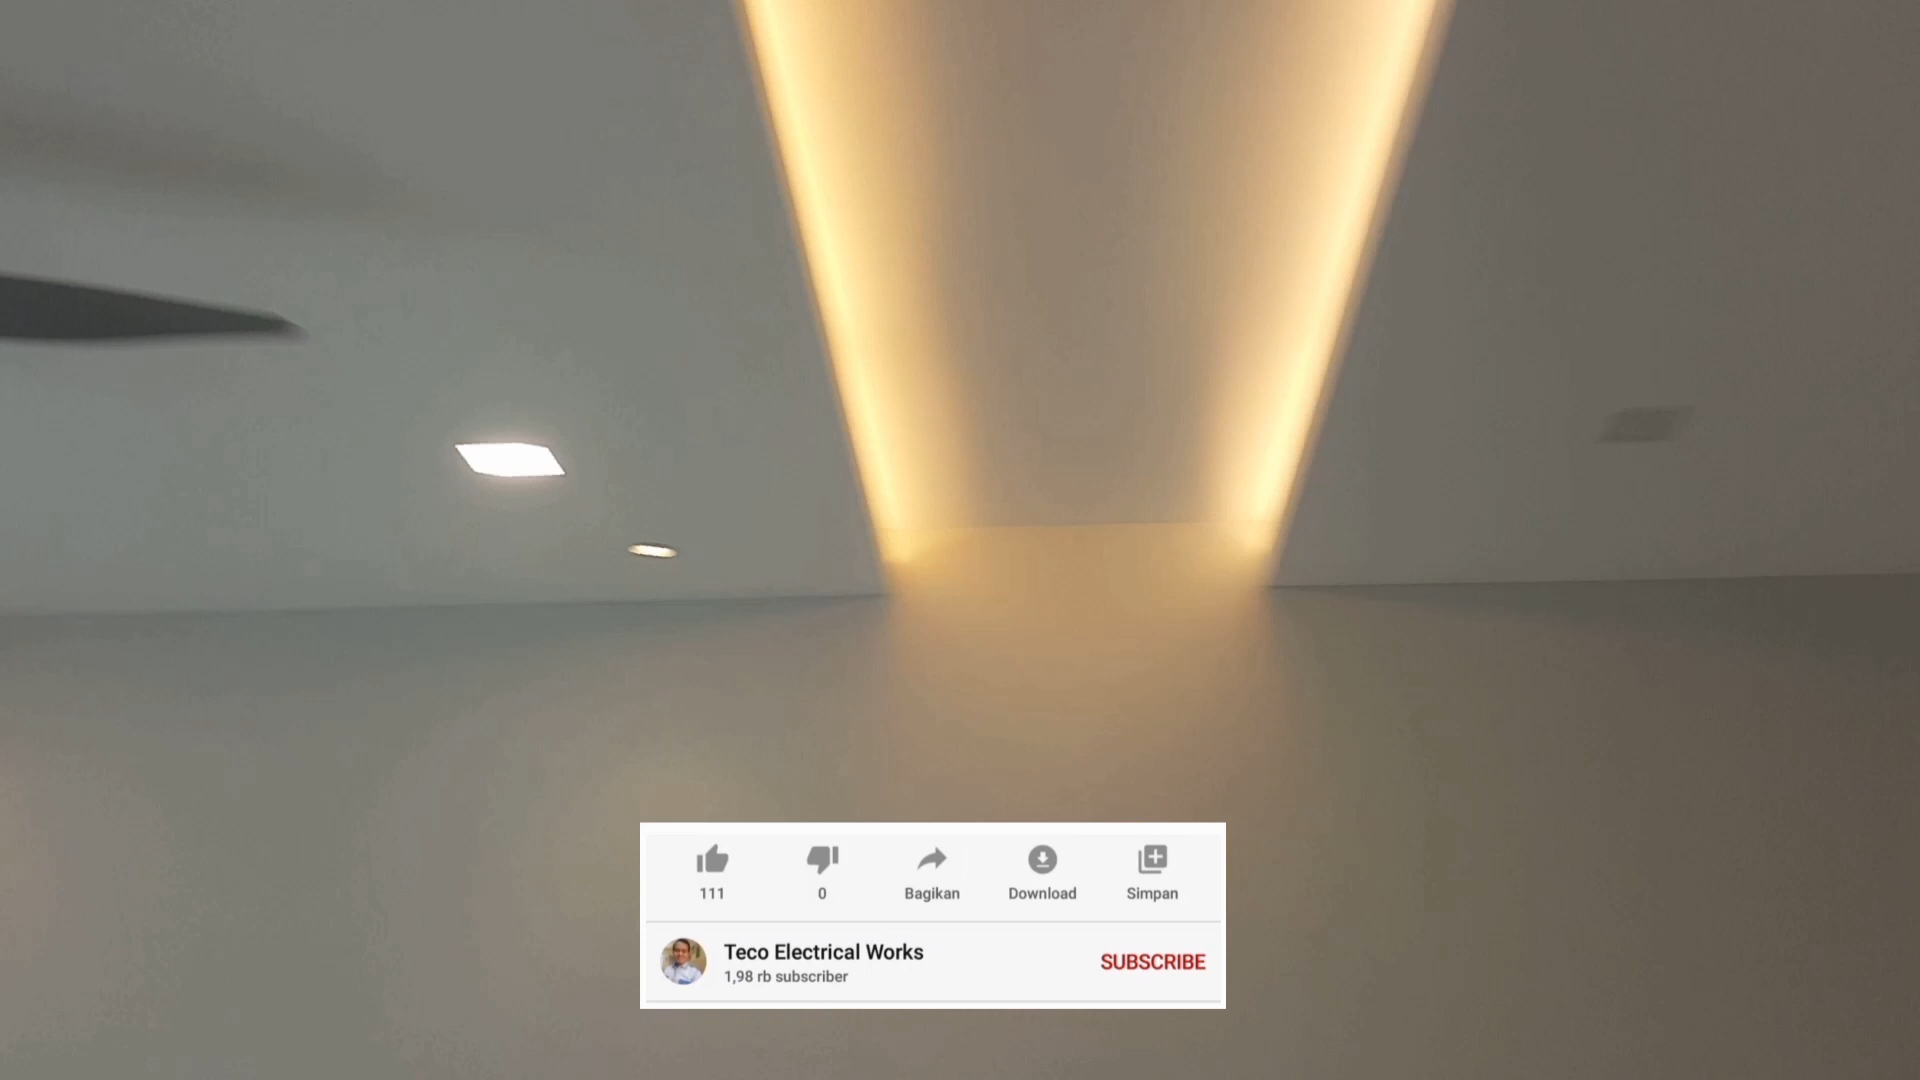 111
0
Bagikan
Download
Simpan
Teco Electrical Works
1,98 rb subscriber
SUBSCRIBE